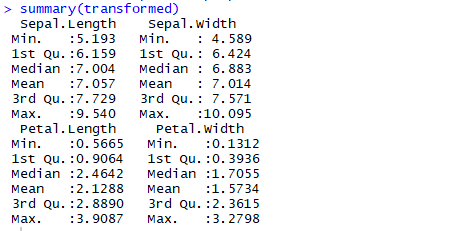 > summary(transformed)
Sepal.Length    Sepal.Width
Min.   :5.193   Min.   : 4.589
1st Qu.:6.159   1st Qu.: 6.424
Median :7.004   Median : 6.883
Mean   :7.057   Mean   : 7.014
3rd Qu.:7.729   3rd Qu.: 7.571
Max.   :9.540   Max.   :10.095
Petal.Length    Petal.Width
Min.   :0.5665   Min.   :0.1312
1st Qu.:0.9064   1st Qu.:0.3936
Median :2.4642   Median :1.7055
Mean   :2.1288   Mean   :1.5734
3rd Qu.:2.8890   3rd Qu.:2.3615
Max.   :3.9087   Max.   :3.2798